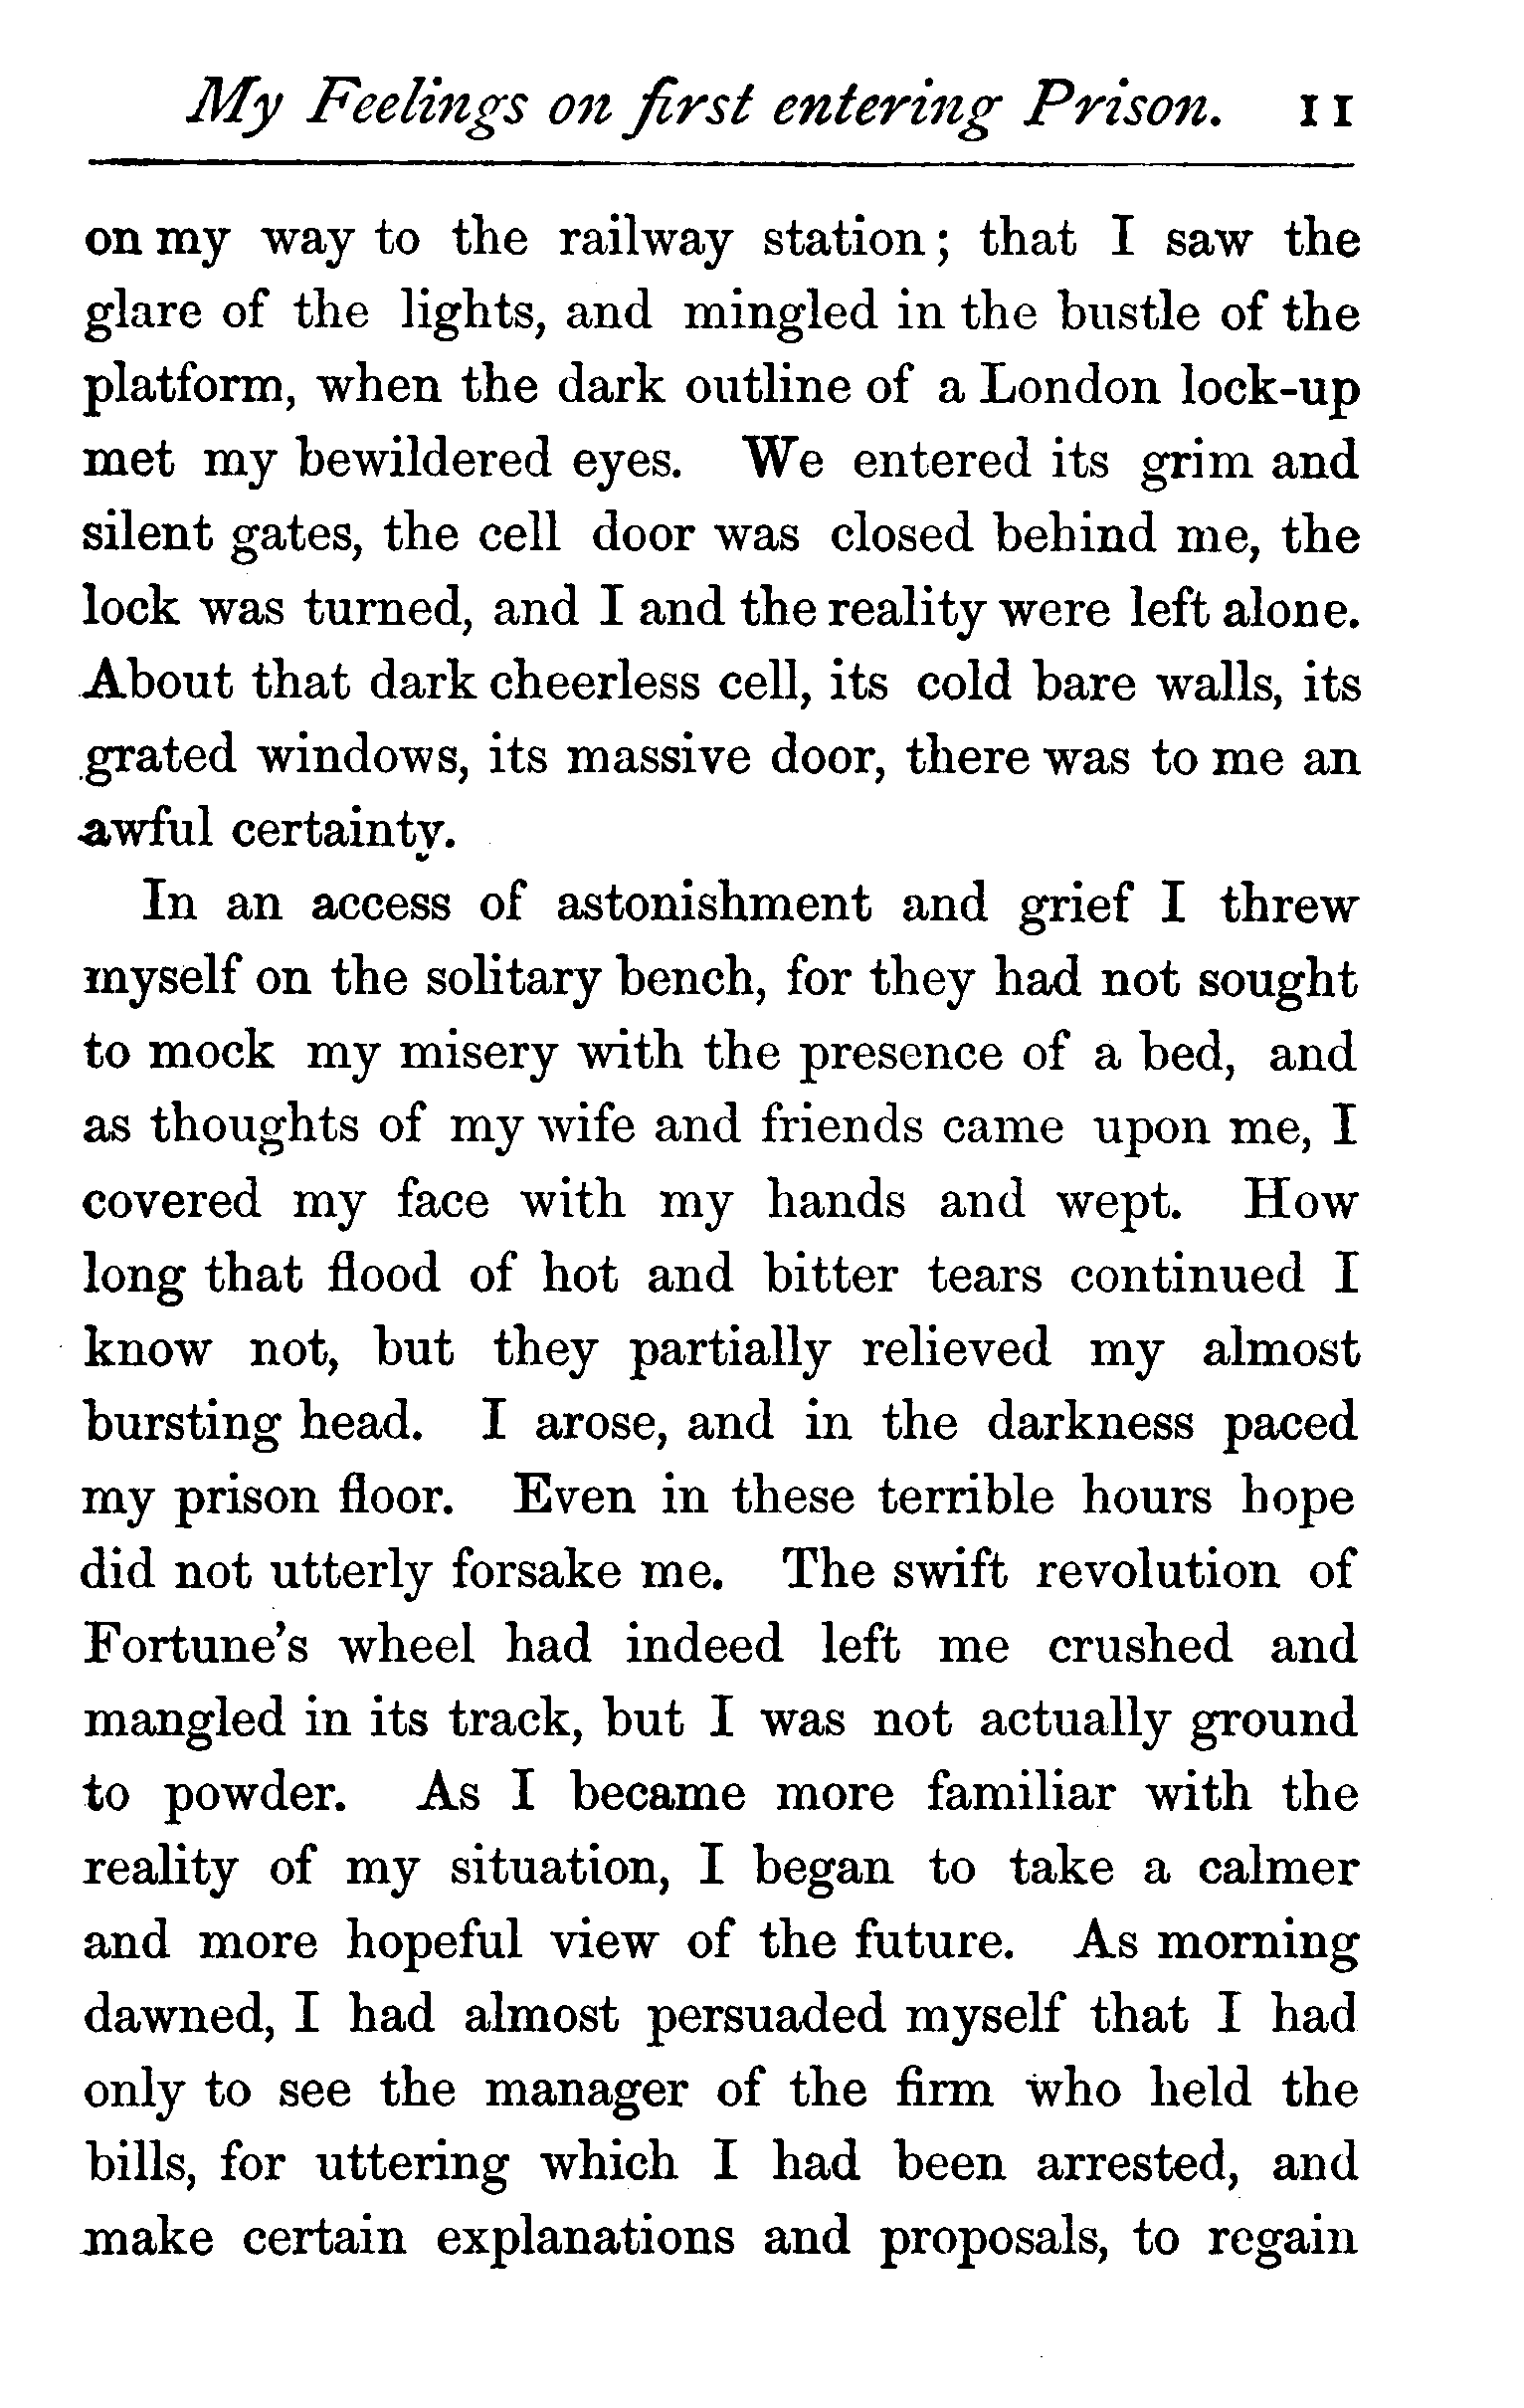 My Feelings on first entering Prison. 11
on my way to the railway station; that I saw the
glare of the lights, and mingled in the bustle of the
platform, when the dark outline of a London lock-up
met my bewildered eyes. We entered its grim and
silent gates, the cell door was closed behind me, the
lock was turned, and I and the reality were left alone.
About that dark cheerless cell, its cold bare walls, its
grated windows, its massive door, there was to me an
awful certainty.
In an access of astonishment and grief I threw
myself on the solitary bench, for they had not sought
to mock my misery with the presence of a bed, and
as thoughts of my wife and friends came upon me, I
covered my face with my hands and wept. How
long that flood of hot and bitter tears continued I
know not, but they partially relieved my almost
bursting head. I arose, and in the darkness paced
my prison floor. Even in these terrible hours hope
did not utterly forsake me. The swift revolution of
Fortune's wheel had indeed left me crushed and
mangled in its track, but I was not actually ground
to powder. As I became more familiar with the
reality of my situation, I began to take a calmer
and more hopeful view of the future. As morning
dawned, I had almost persuaded myself that I had
only to see the manager of the firm who held the
bills, for uttering which I had been arrested, and
make certain explanations and proposals, to regain